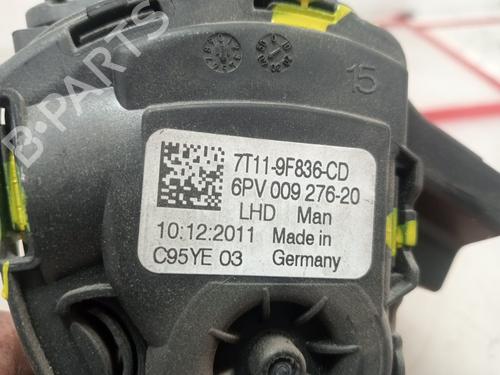 B-PARTS
15
7T11-9F836-CD
6PV 009 276-20
LHD Man
10:12:2011 Made in
C95YE 03 Germany